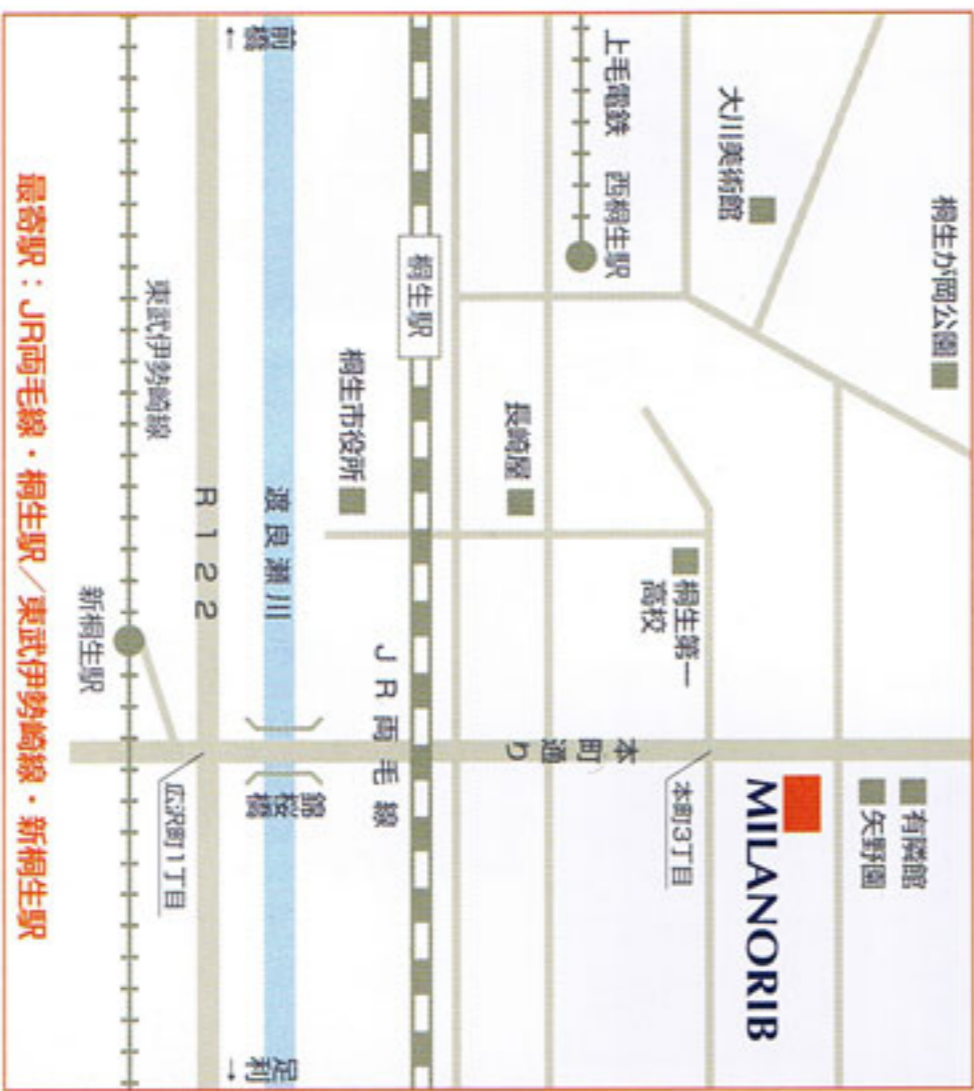 桐生が岡公園
大川美術館
有隣館
矢野園
MILANORIB
上毛電鉄 西桐生駅
桐生第一
高校
本町3丁目
長崎屋
本町通り
桐生駅
JR両毛線
桐生市役所
前橋
←
渡良瀬川
錦桜橋
足利
→
R122
広沢町1丁目
東武伊勢崎線
新桐生駅
最寄駅：JR両毛線・桐生駅／東武伊勢崎線・新桐生駅